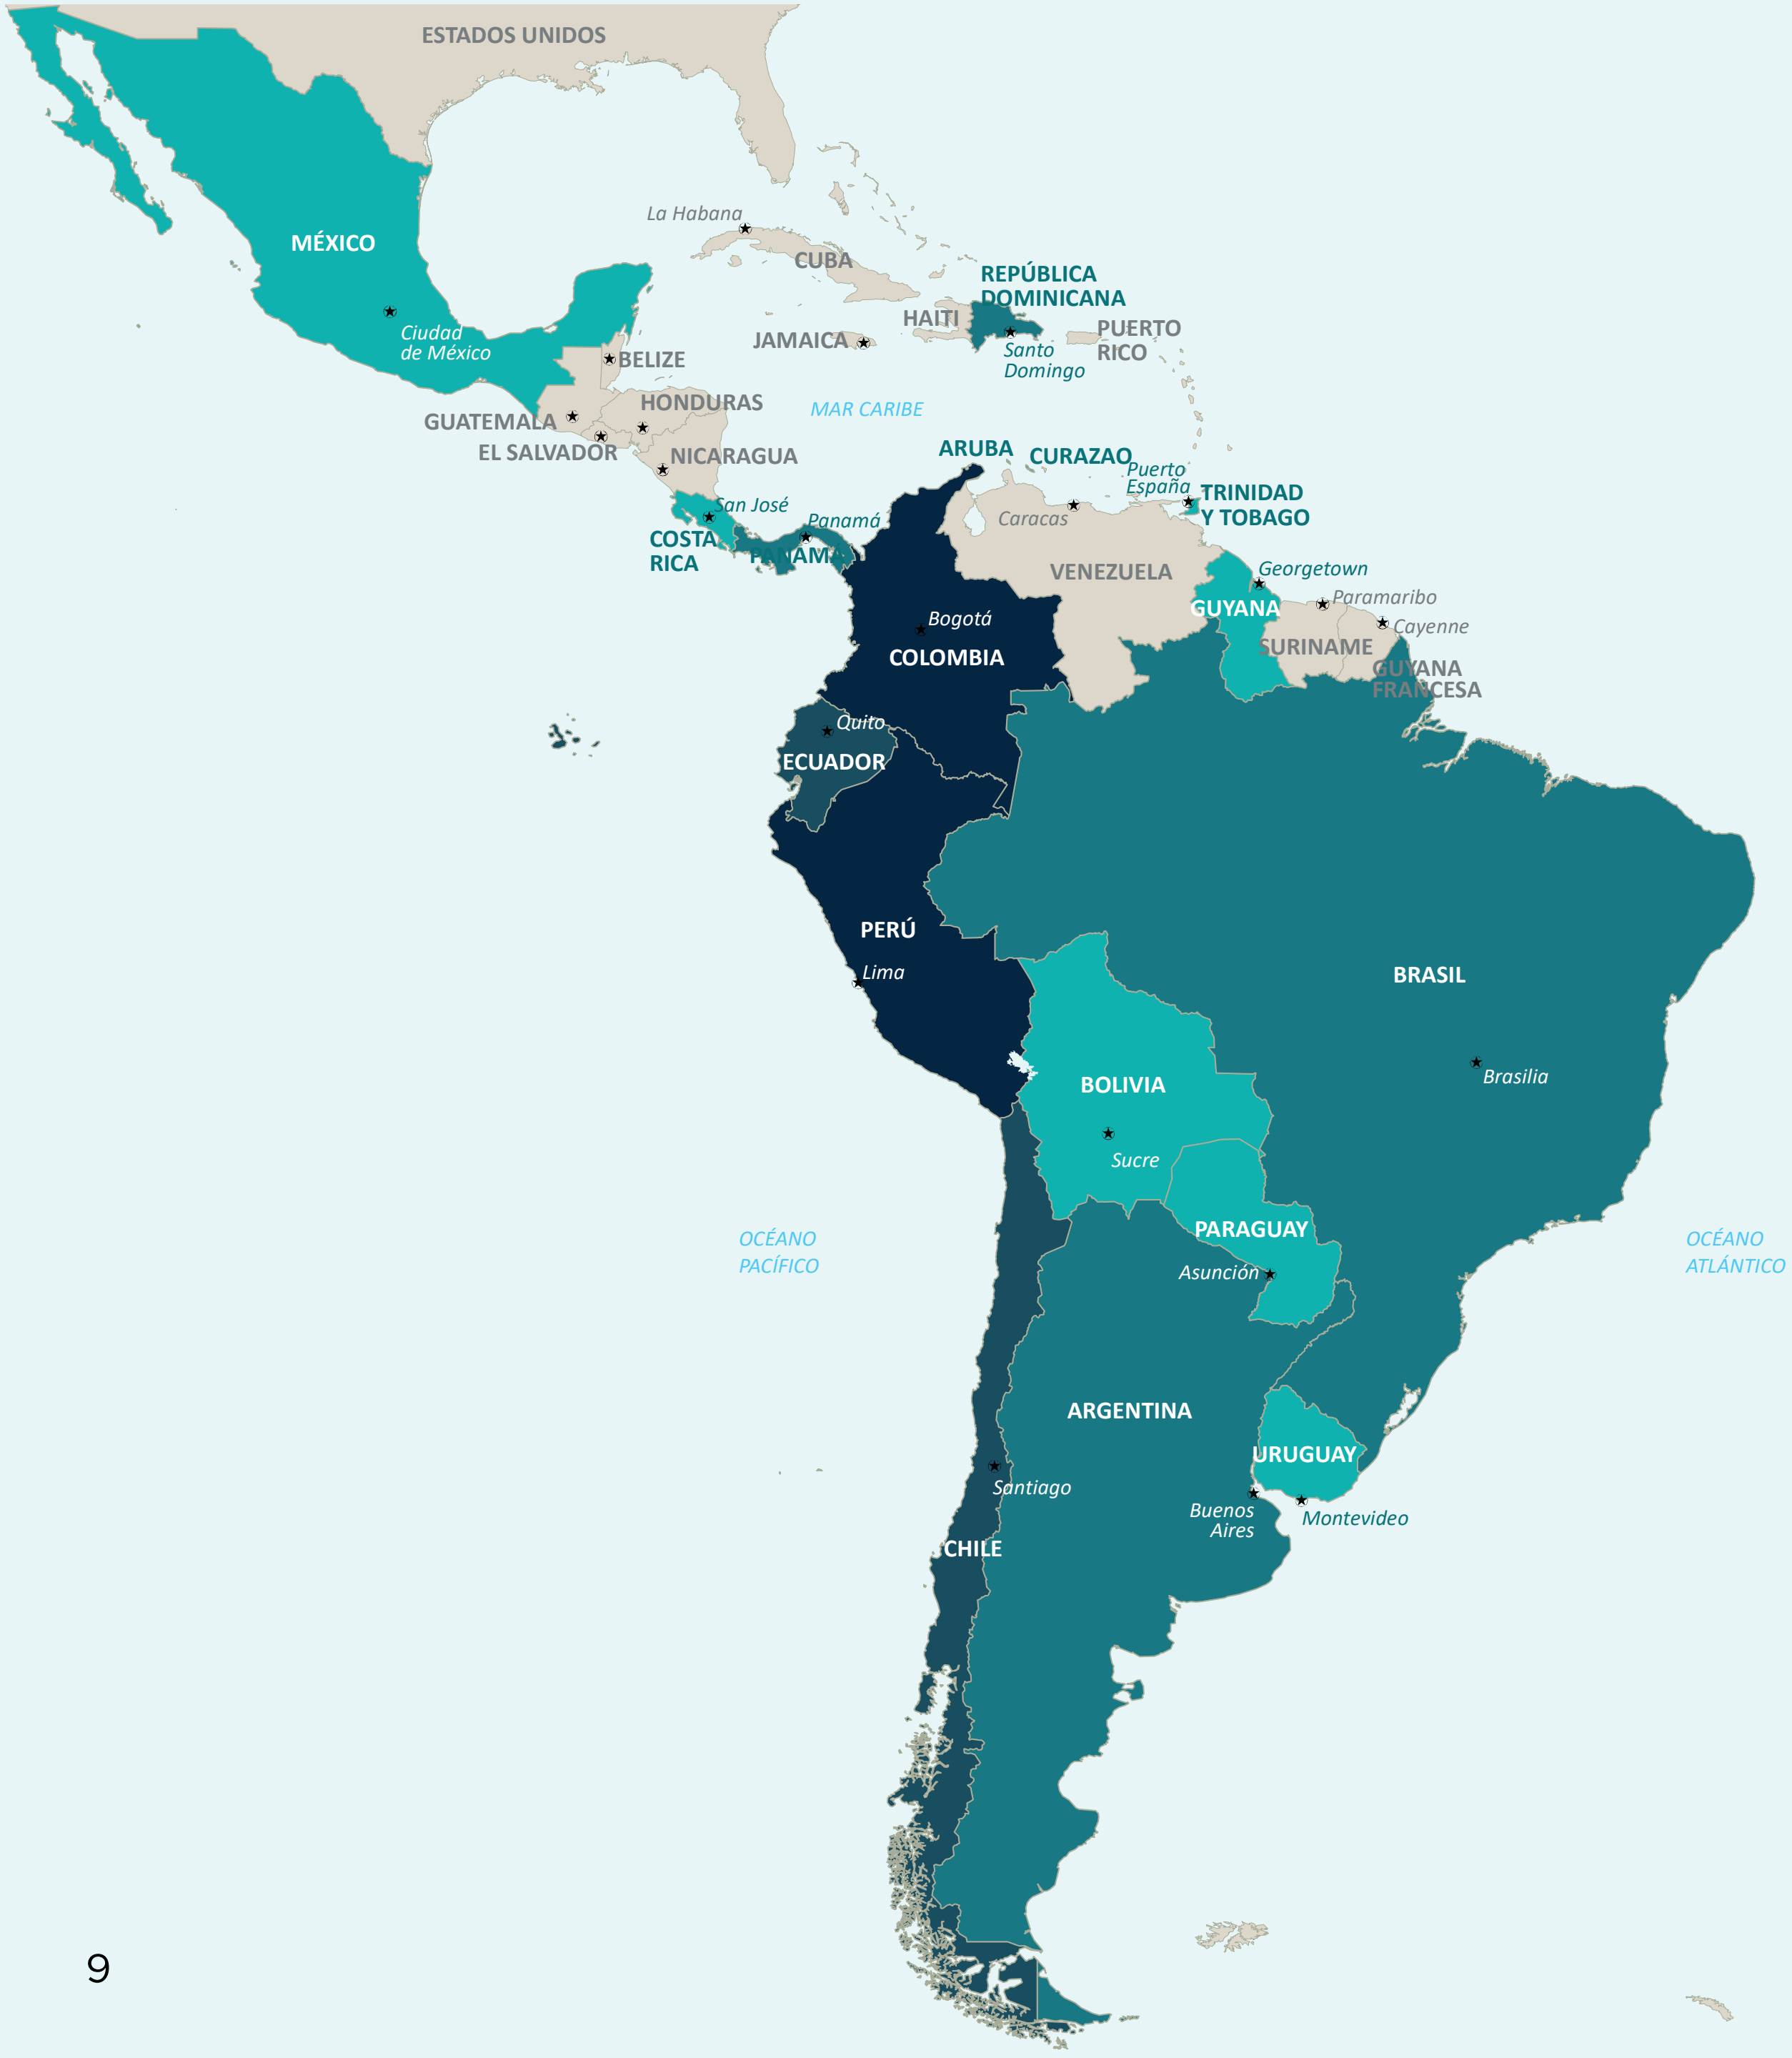 ESTADOS UNIDOS
La Habana
MÉXICO
CUBA
REPÚBLICA
DOMINICANA
HAITI
Ciudad
de México
JAMAICA
PUERTO
RICO
Santo
Domingo
BELIZE
HONDURAS
MAR CARIBE
GUATEMALA
EL SALVADOR
NICARAGUA
ARUBA
CURAZAO
Puerto
España
TRINIDAD
Y TOBAGO
San José
Panamá
Caracas
COSTA
RICA
PANAMÁ
VENEZUELA
Georgetown
GUYANA
Paramaribo
Cayenne
Bogotá
COLOMBIA
SURINAME
GUYANA
FRANCESA
Quito
ECUADOR
PERÚ
Lima
BRASIL
Brasilia
BOLIVIA
Sucre
PARAGUAY
OCÉANO
PACÍFICO
OCÉANO
ATLÁNTICO
Asunción
ARGENTINA
URUGUAY
Santiago
Buenos
Aires
Montevideo
CHILE
9